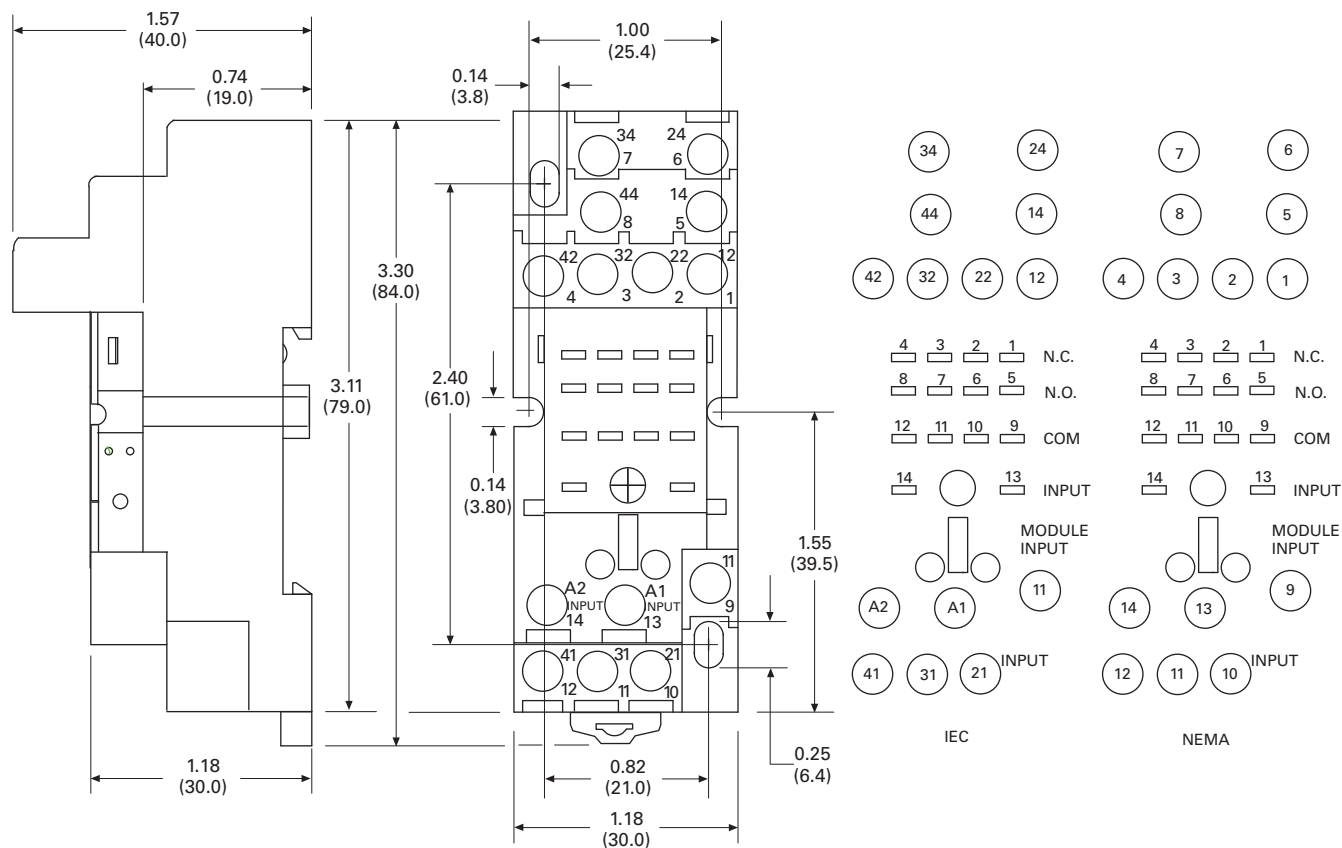 1.57
(40.0)
0.74
(19.0)
1.00
(25.4)
0.14
(3.8)
3.30
(84.0)
3.11
(79.0)
2.40
(61.0)
0.14
(3.80)
1.55
(39.5)
0.25
(6.4)
1.18
(30.0)
0.82
(21.0)
1.18
(30.0)
34 24
7 6
44 14
8 5
42 32 22 12
4 3 2 1
11
A2 A1
INPUT INPUT
14 13
9
41 31 21
12 11 10
34 24
44 14
42 32 22 12
4 3 2 1 N.C.
8 7 6 5 N.O.
12 11 10 9 COM
14 13 INPUT
MODULE
INPUT
11
A2 A1
41 31 21 INPUT
IEC
7 6
8 5
4 3 2 1
4 3 2 1 N.C.
8 7 6 5 N.O.
12 11 10 9 COM
14 13 INPUT
MODULE
INPUT
9
14 13
12 11 10 INPUT
NEMA